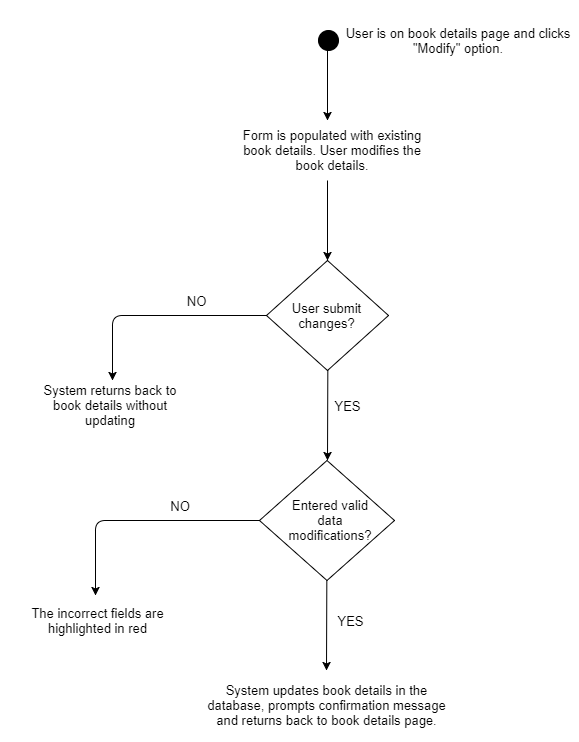 User is on book details page and clicks
"Modify" option.
Form is populated with existing
book details. User modifies the
book details.
User submit
changes?
NO
System returns back to
book details without
updating
YES
Entered valid
data
modifications?
NO
The incorrect fields are
highlighted in red
YES
System updates book details in the
database, prompts confirmation message
and returns back to book details page.